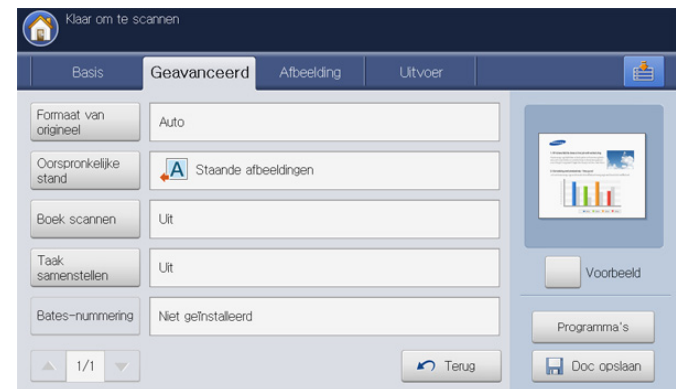 Klaar om te scannen
Basis
Geavanceerd
Afbeelding
Uitvoer
Formaat van
origineel
Auto
Oorspronkelijke
stand
A
Staande afbeeldingen
Boek scannen
Uit
Taak
samenstellen
Uit
Bates-nummering
Niet geïnstalleerd
1/1
Terug
Voorbeeld
Programma's
Doc opslaan